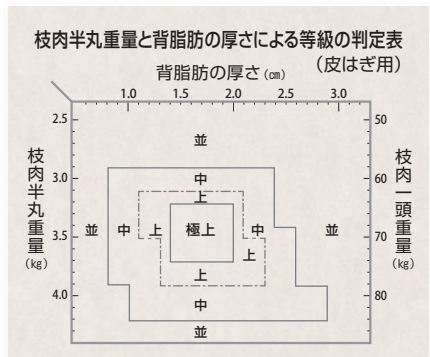 枝肉半丸重量と背脂肪の厚さによる等級の判定表
（皮はぎ用）
背脂肪の厚さ（㎝）
1.0 1.5 2.0 2.5 3.0
2.5 50
並
3.0 中 60
上
枝肉半丸重量（㎏）
枝肉一頭重量（㎏）
3.5 並 中 上 極上 中 並 70
上
上
4.0 中 80
並